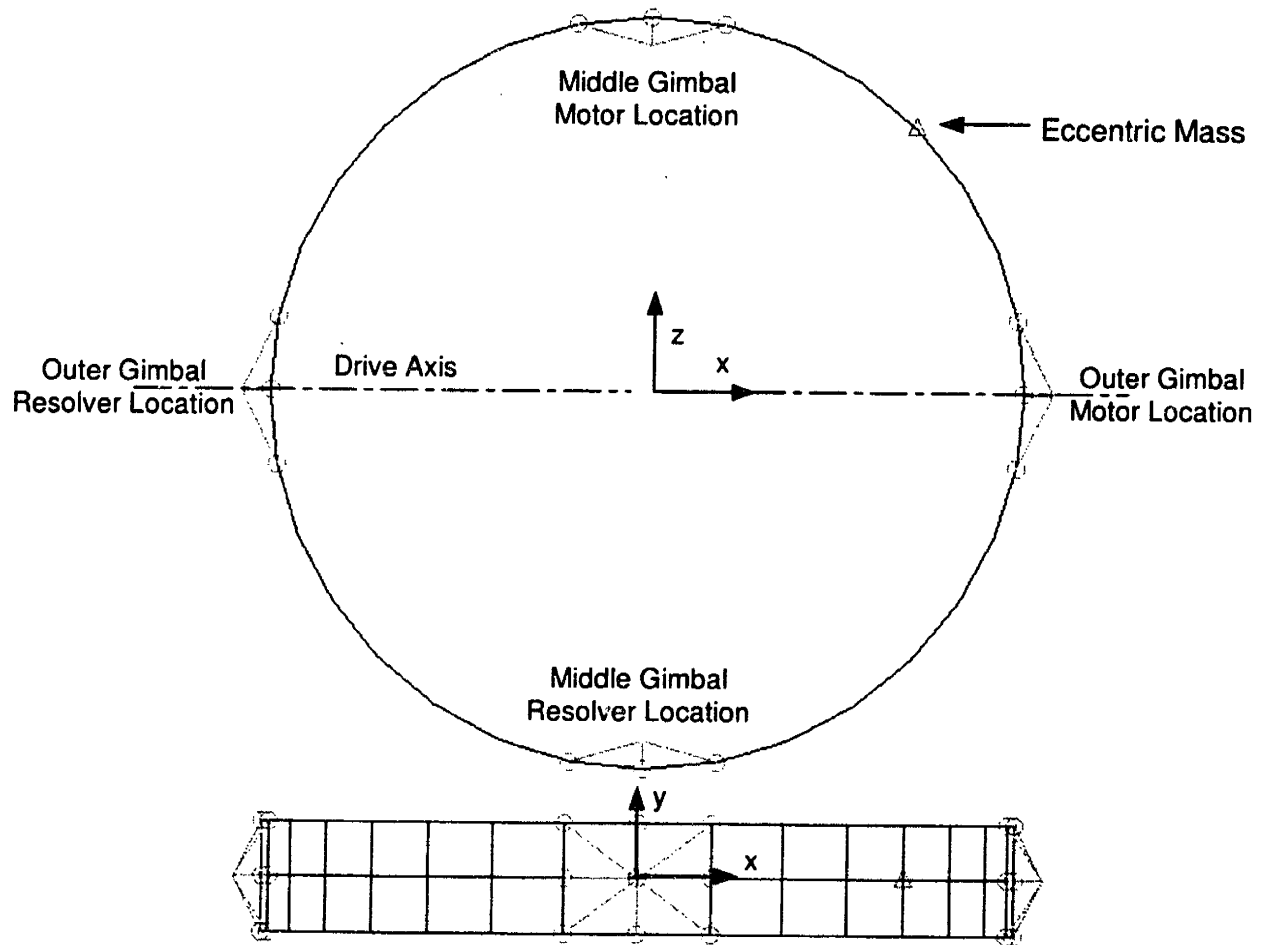 Middle Gimbal
Motor Location
Eccentric Mass
z
x
Drive Axis
Outer Gimbal
Resolver Location
Outer Gimbal
Motor Location
Middle Gimbal
Resolver Location
y
x